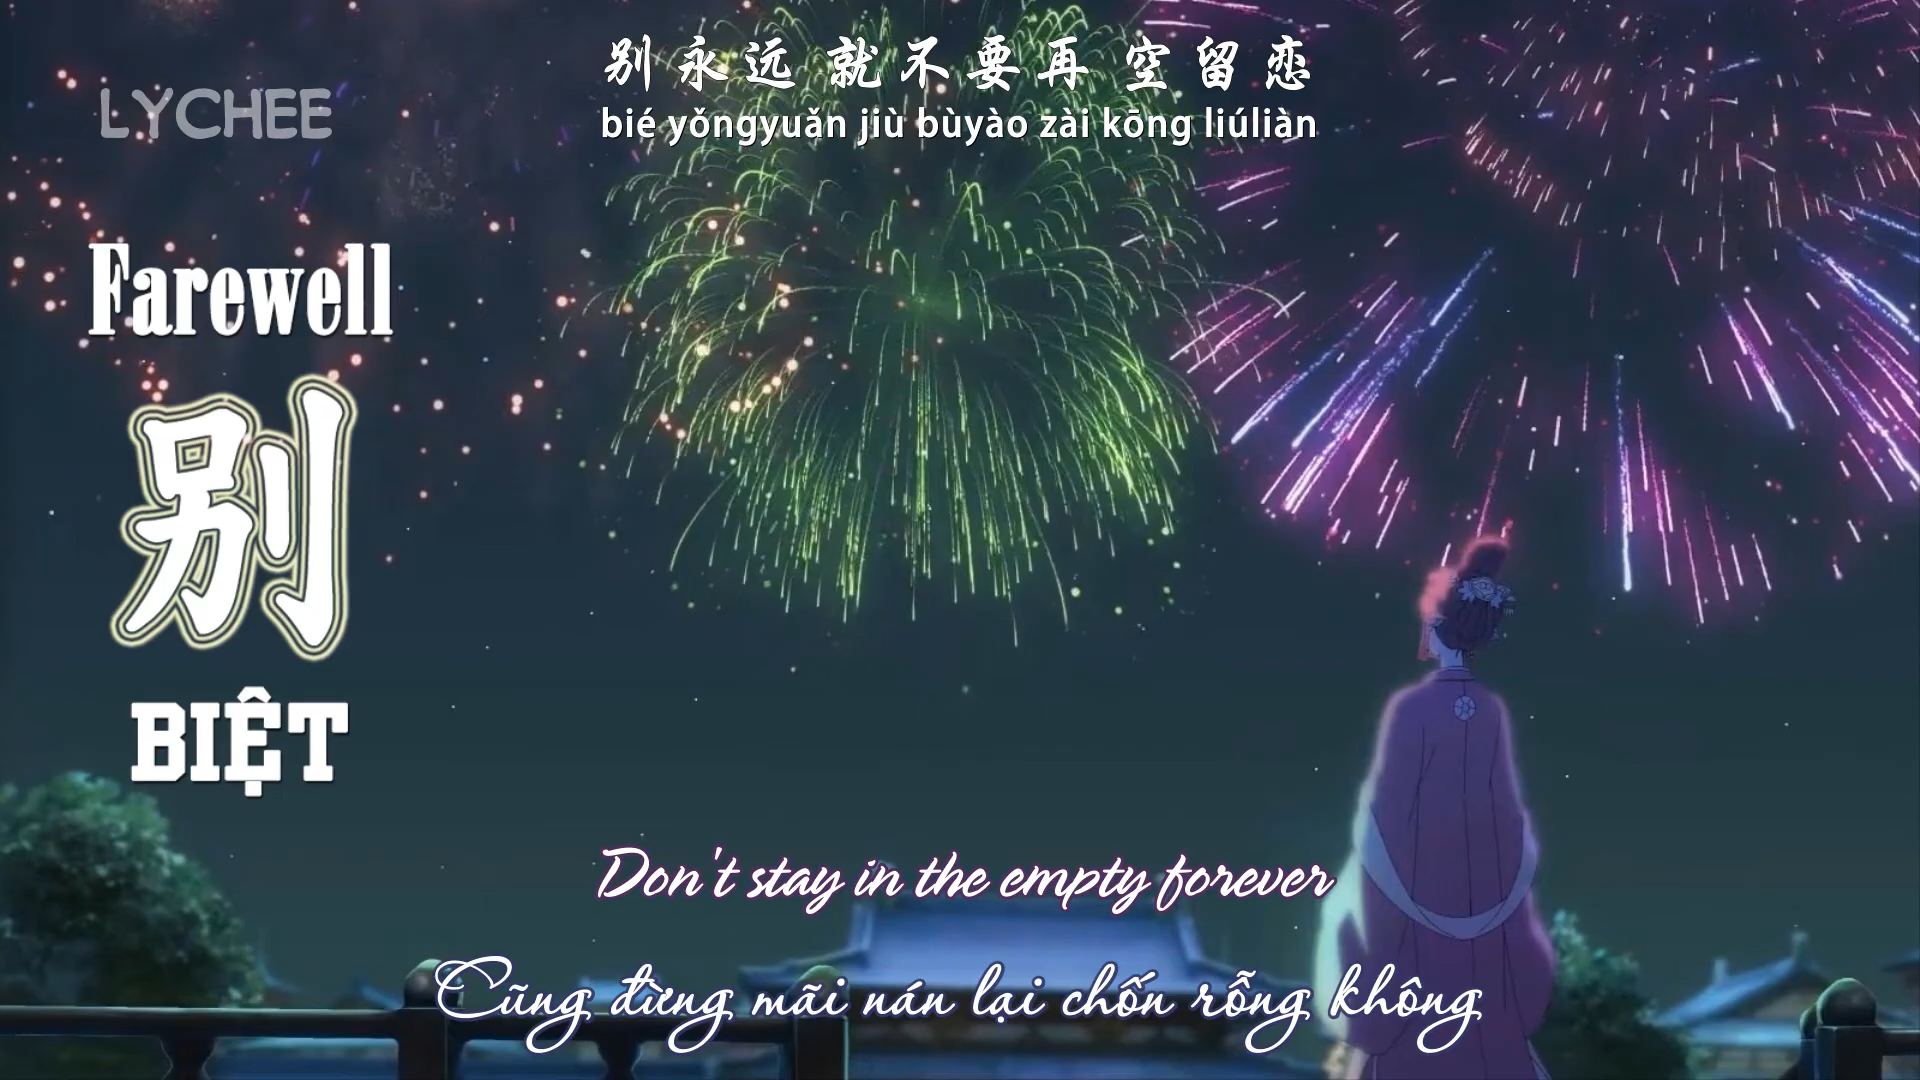 别永远 就不要再 空留恋
bié yǒngyuǎn jiù bùyào zài kōng liúliàn
LYCHEE
Farewell
别
BIỆT
Don't stay in the empty forever
Cũng đừng mãi nán lại chốn rỗng không